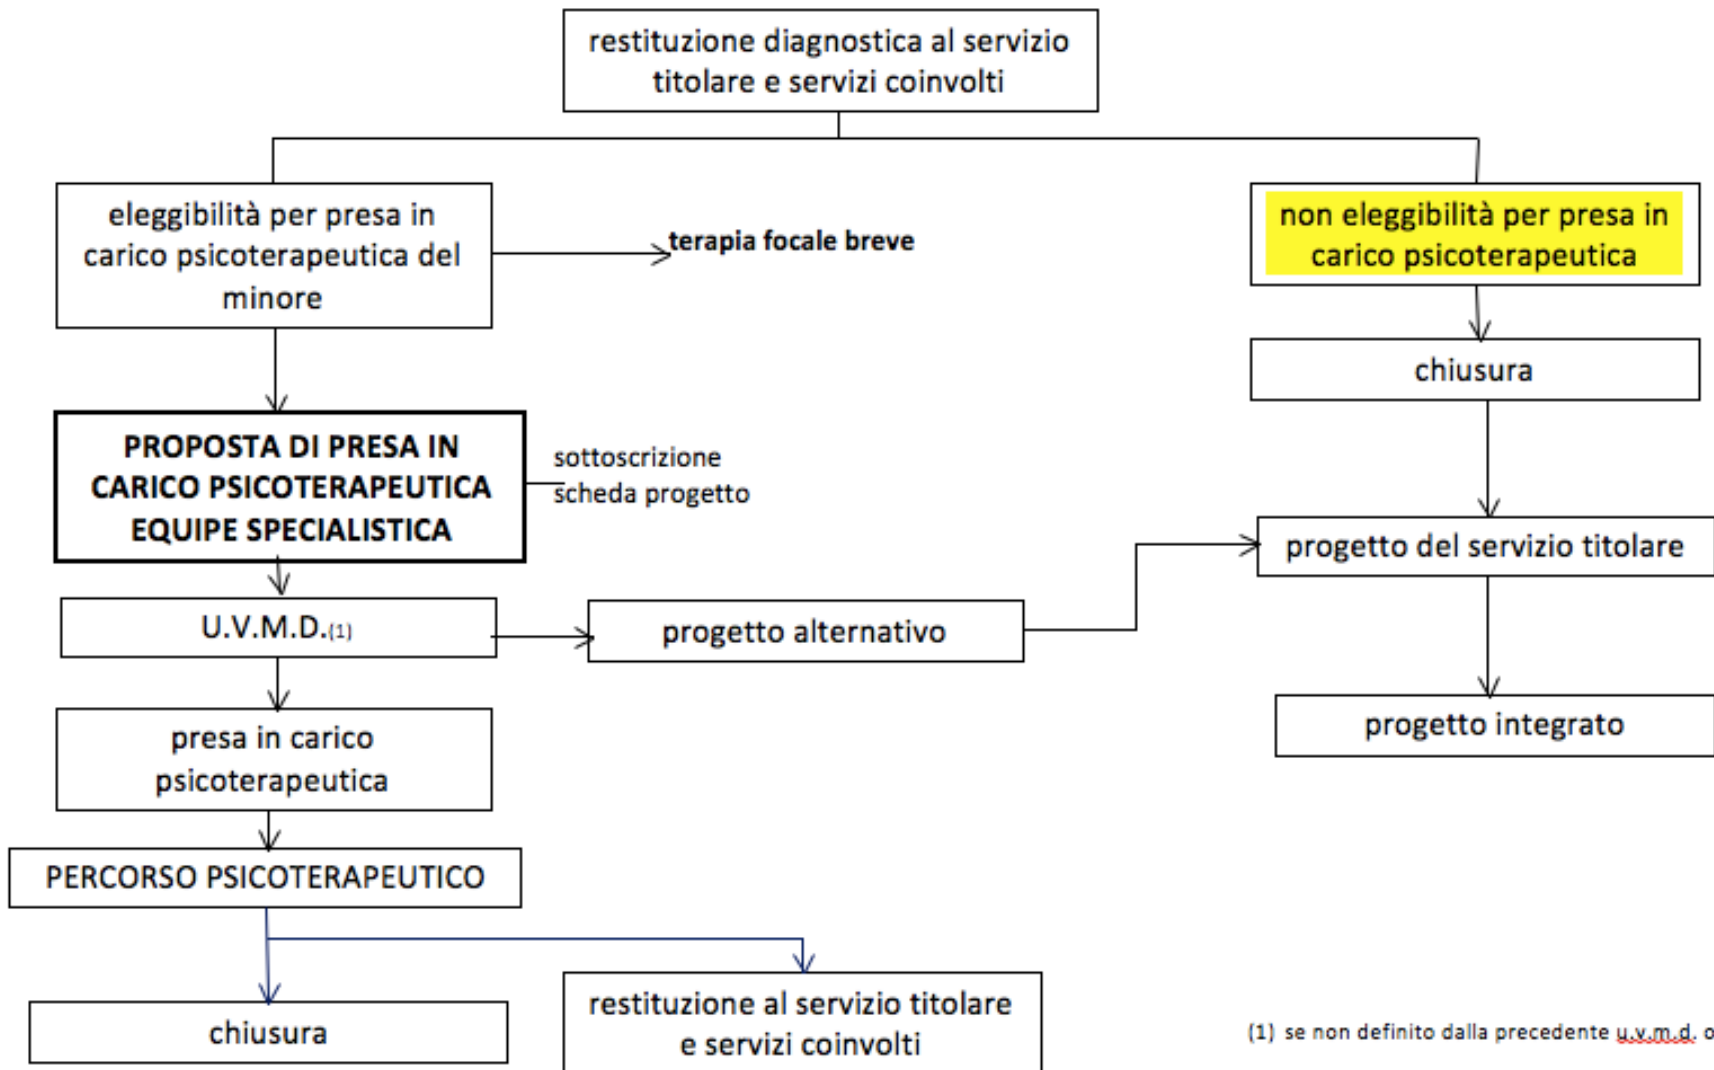 restituzione diagnostica al servizio
titolare e servizi coinvolti
eleggibilità per presa in
carico psicoterapeutica del
minore
terapia focale breve
non eleggibilità per presa in
carico psicoterapeutica
chiusura
PROPOSTA DI PRESA IN
CARICO PSICOTERAPEUTICA
EQUIPE SPECIALISTICA
sottoscrizione
scheda progetto
progetto del servizio titolare
U.V.M.D.(1)
progetto alternativo
progetto integrato
presa in carico
psicoterapeutica
PERCORSO PSICOTERAPEUTICO
chiusura
restituzione al servizio titolare
e servizi coinvolti
(1) se non definito dalla precedente u.v.m.d. o